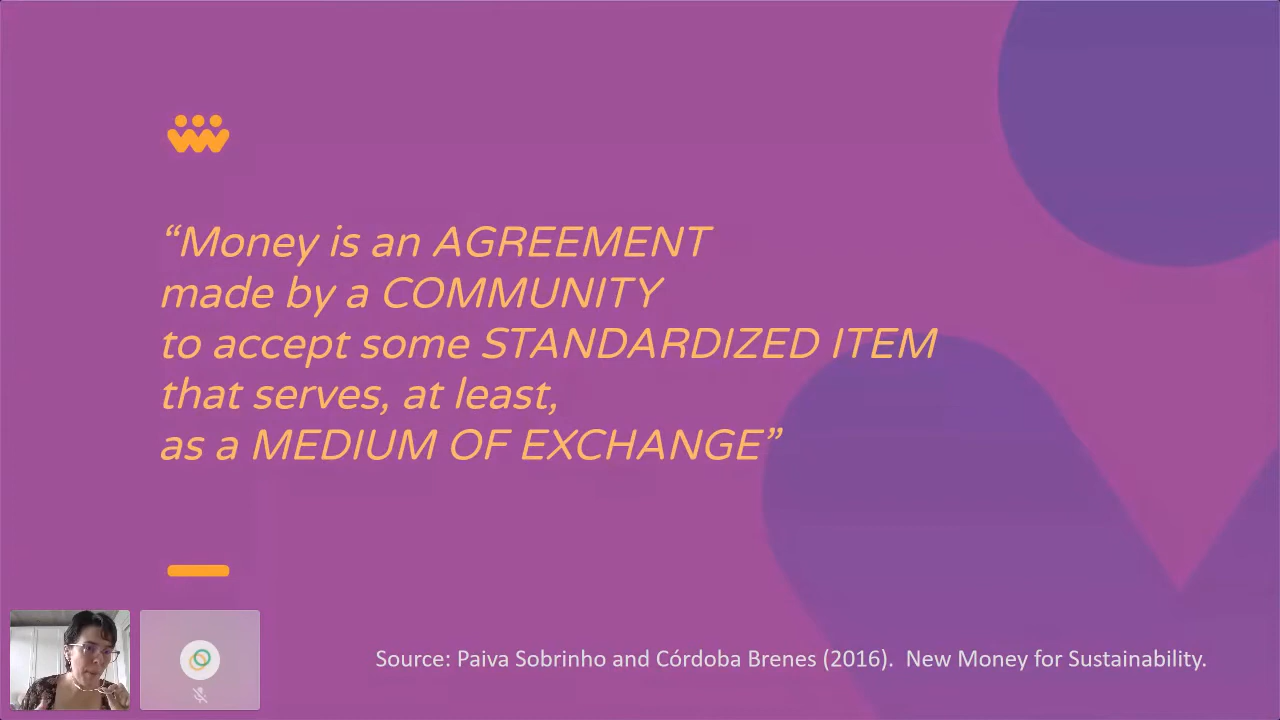 “Money is an AGREEMENT
made by a COMMUNITY
to accept some STANDARDIZED ITEM
that serves, at least,
as a MEDIUM OF EXCHANGE”
Source: Paiva Sobrinho and Córdoba Brenes (2016).  New Money for Sustainability.